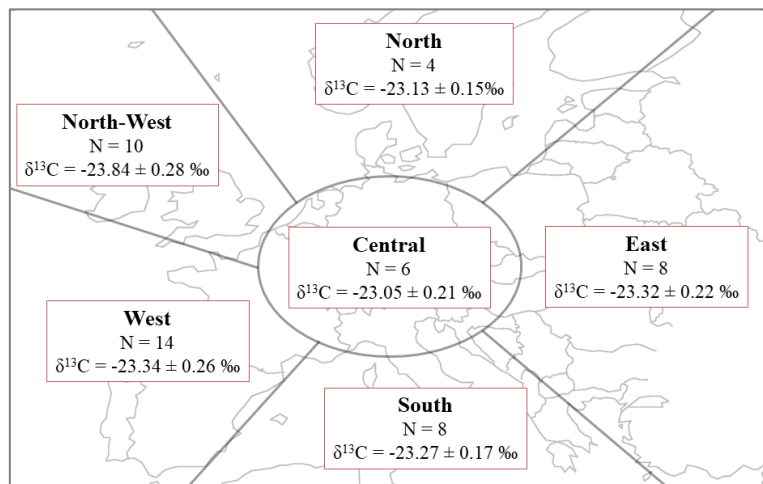 North
N = 4
δ¹³C = -23.13 ± 0.15‰
North-West
N = 10
δ¹³C = -23.84 ± 0.28 ‰
Central
N = 6
δ¹³C = -23.05 ± 0.21 ‰
East
N = 8
δ¹³C = -23.32 ± 0.22 ‰
West
N = 14
δ¹³C = -23.34 ± 0.26 ‰
South
N = 8
δ¹³C = -23.27 ± 0.17 ‰